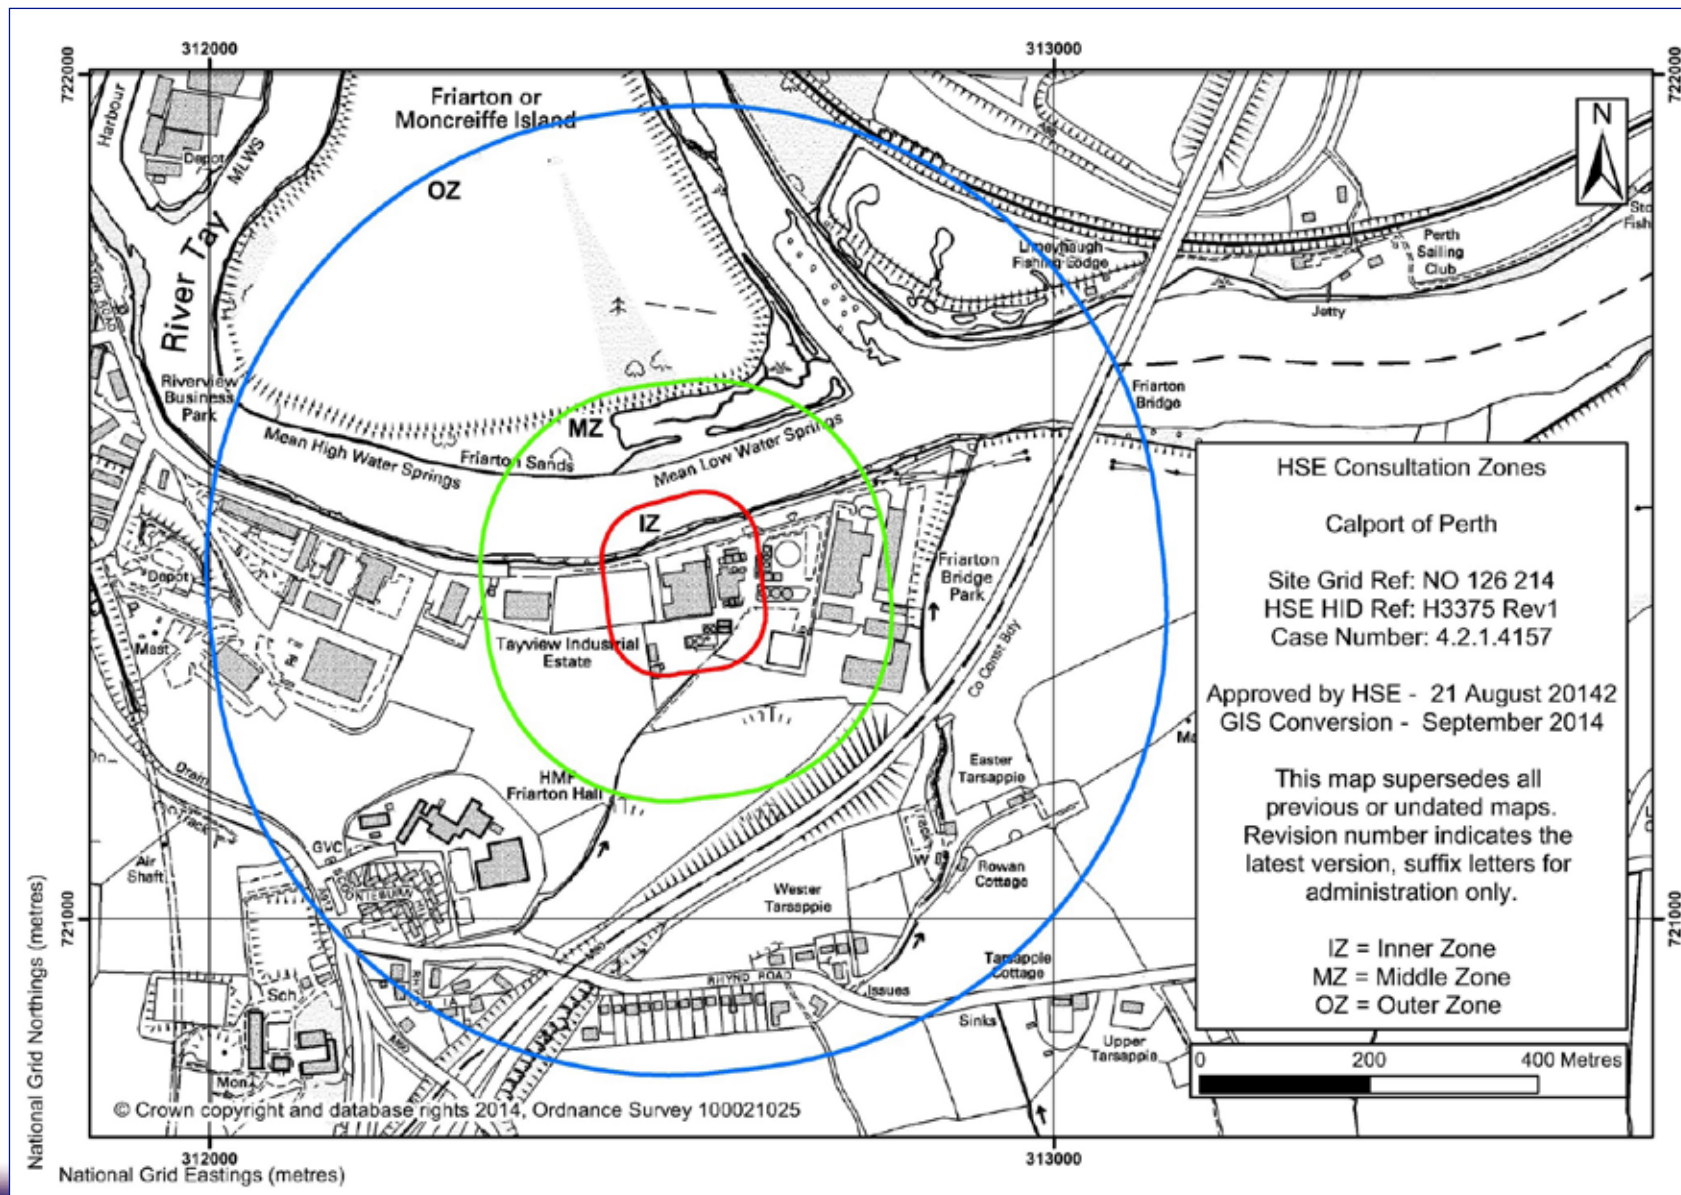 312000
313000
722000
722000
Friarton or
Moncreiffe Island
N
Harbour
Depot
MLWS
OZ
River Tay
Limeyhaugh
Fishing Lodge
Perth
Sailing
Club
Jetty
Sto
Fish
Riverview
Business
Park
Friarton
Bridge
MZ
Mean High Water Springs
Friarton Sands
Mean Low Water Springs
IZ
Depot
Friarton
Bridge
Park
Mast
Tayview Industrial
Estate
Co Const Bdy
HSE Consultation Zones
Calport of Perth
Site Grid Ref: NO 126 214
HSE HID Ref: H3375 Rev1
Case Number: 4.2.1.4157
Approved by HSE - 21 August 20142
GIS Conversion - September 2014
This map supersedes all
previous or undated maps.
Revision number indicates the
latest version, suffix letters for
administration only.
IZ = Inner Zone
MZ = Middle Zone
OZ = Outer Zone
Drain
Track
HMP
Friarton Hall
Easter
Tarsappie
Track
GVC
Air
Shaft
W
Rowan
Cottage
Wester
Tarsappie
721000
721000
RHYND ROAD
Tarsappie
Cottage
Issues
Sch
Sinks
Upper
Tarsappie
Mon
0 200 400 Metres
© Crown copyright and database rights 2014, Ordnance Survey 100021025
312000
313000
National Grid Eastings (metres)
National Grid Northings (metres)